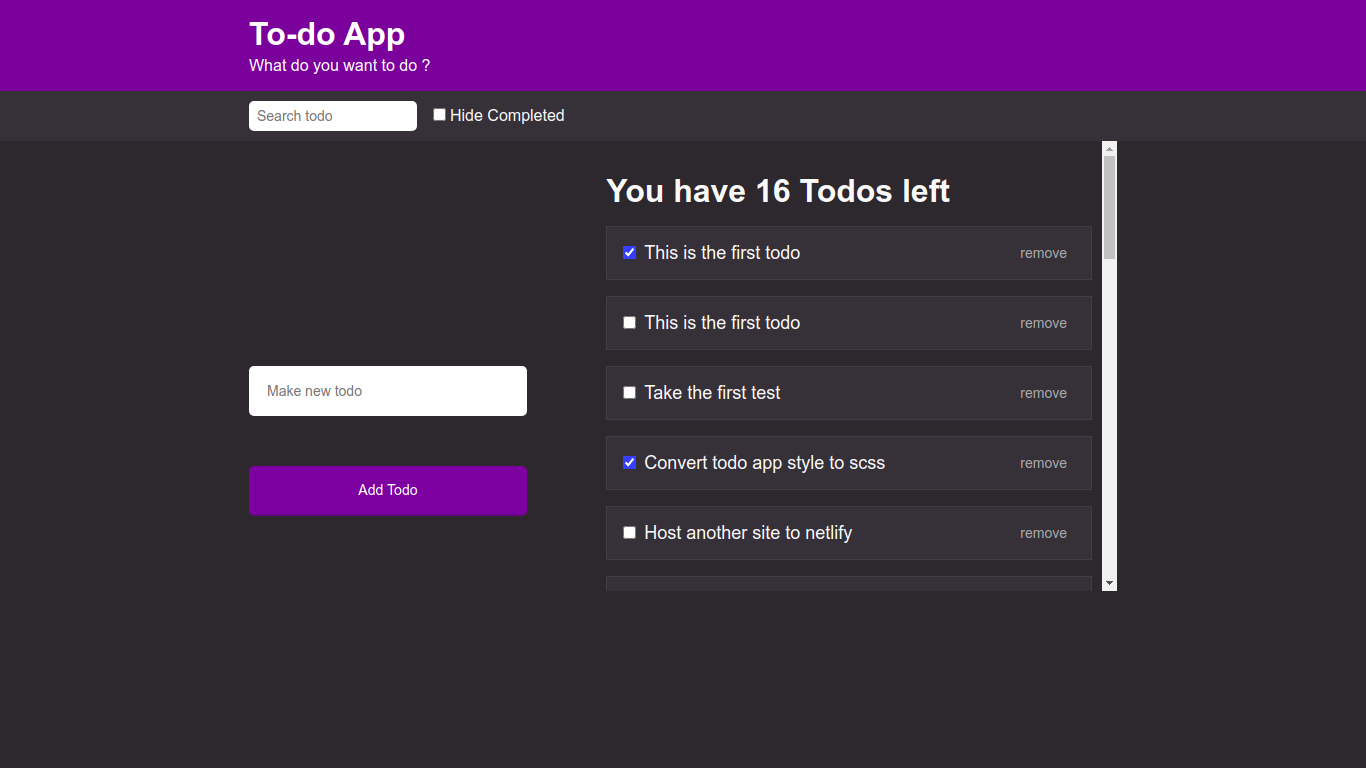 To-do App
What do you want to do ?
Search todo
Hide Completed
Make new todo
Add Todo
You have 16 Todos left
This is the first todo remove
This is the first todo remove
Take the first test remove
Convert todo app style to scss remove
Host another site to netlify remove